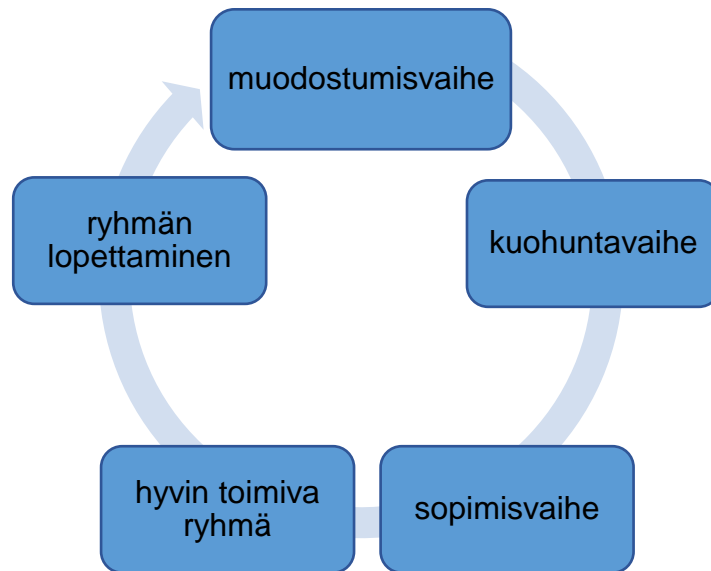 muodostumisvaihe
kuohuntavaihe
sopimisvaihe
hyvin toimiva
ryhmä
ryhmän
lopettaminen